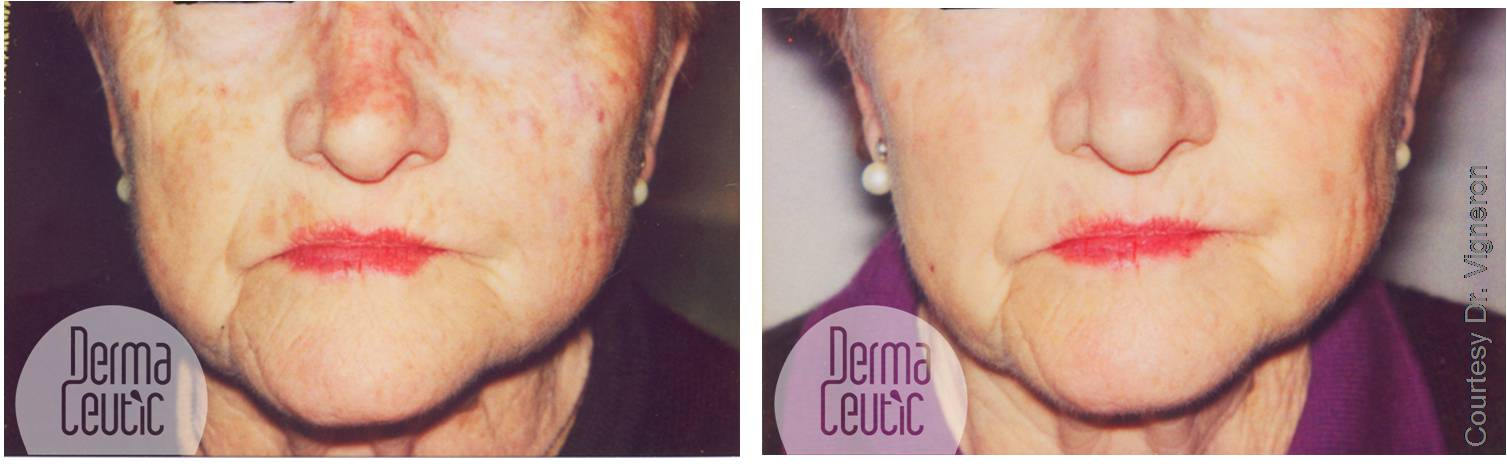 Derma
Ceutic
Derma
Ceutic
Courtesy Dr. Vigneron